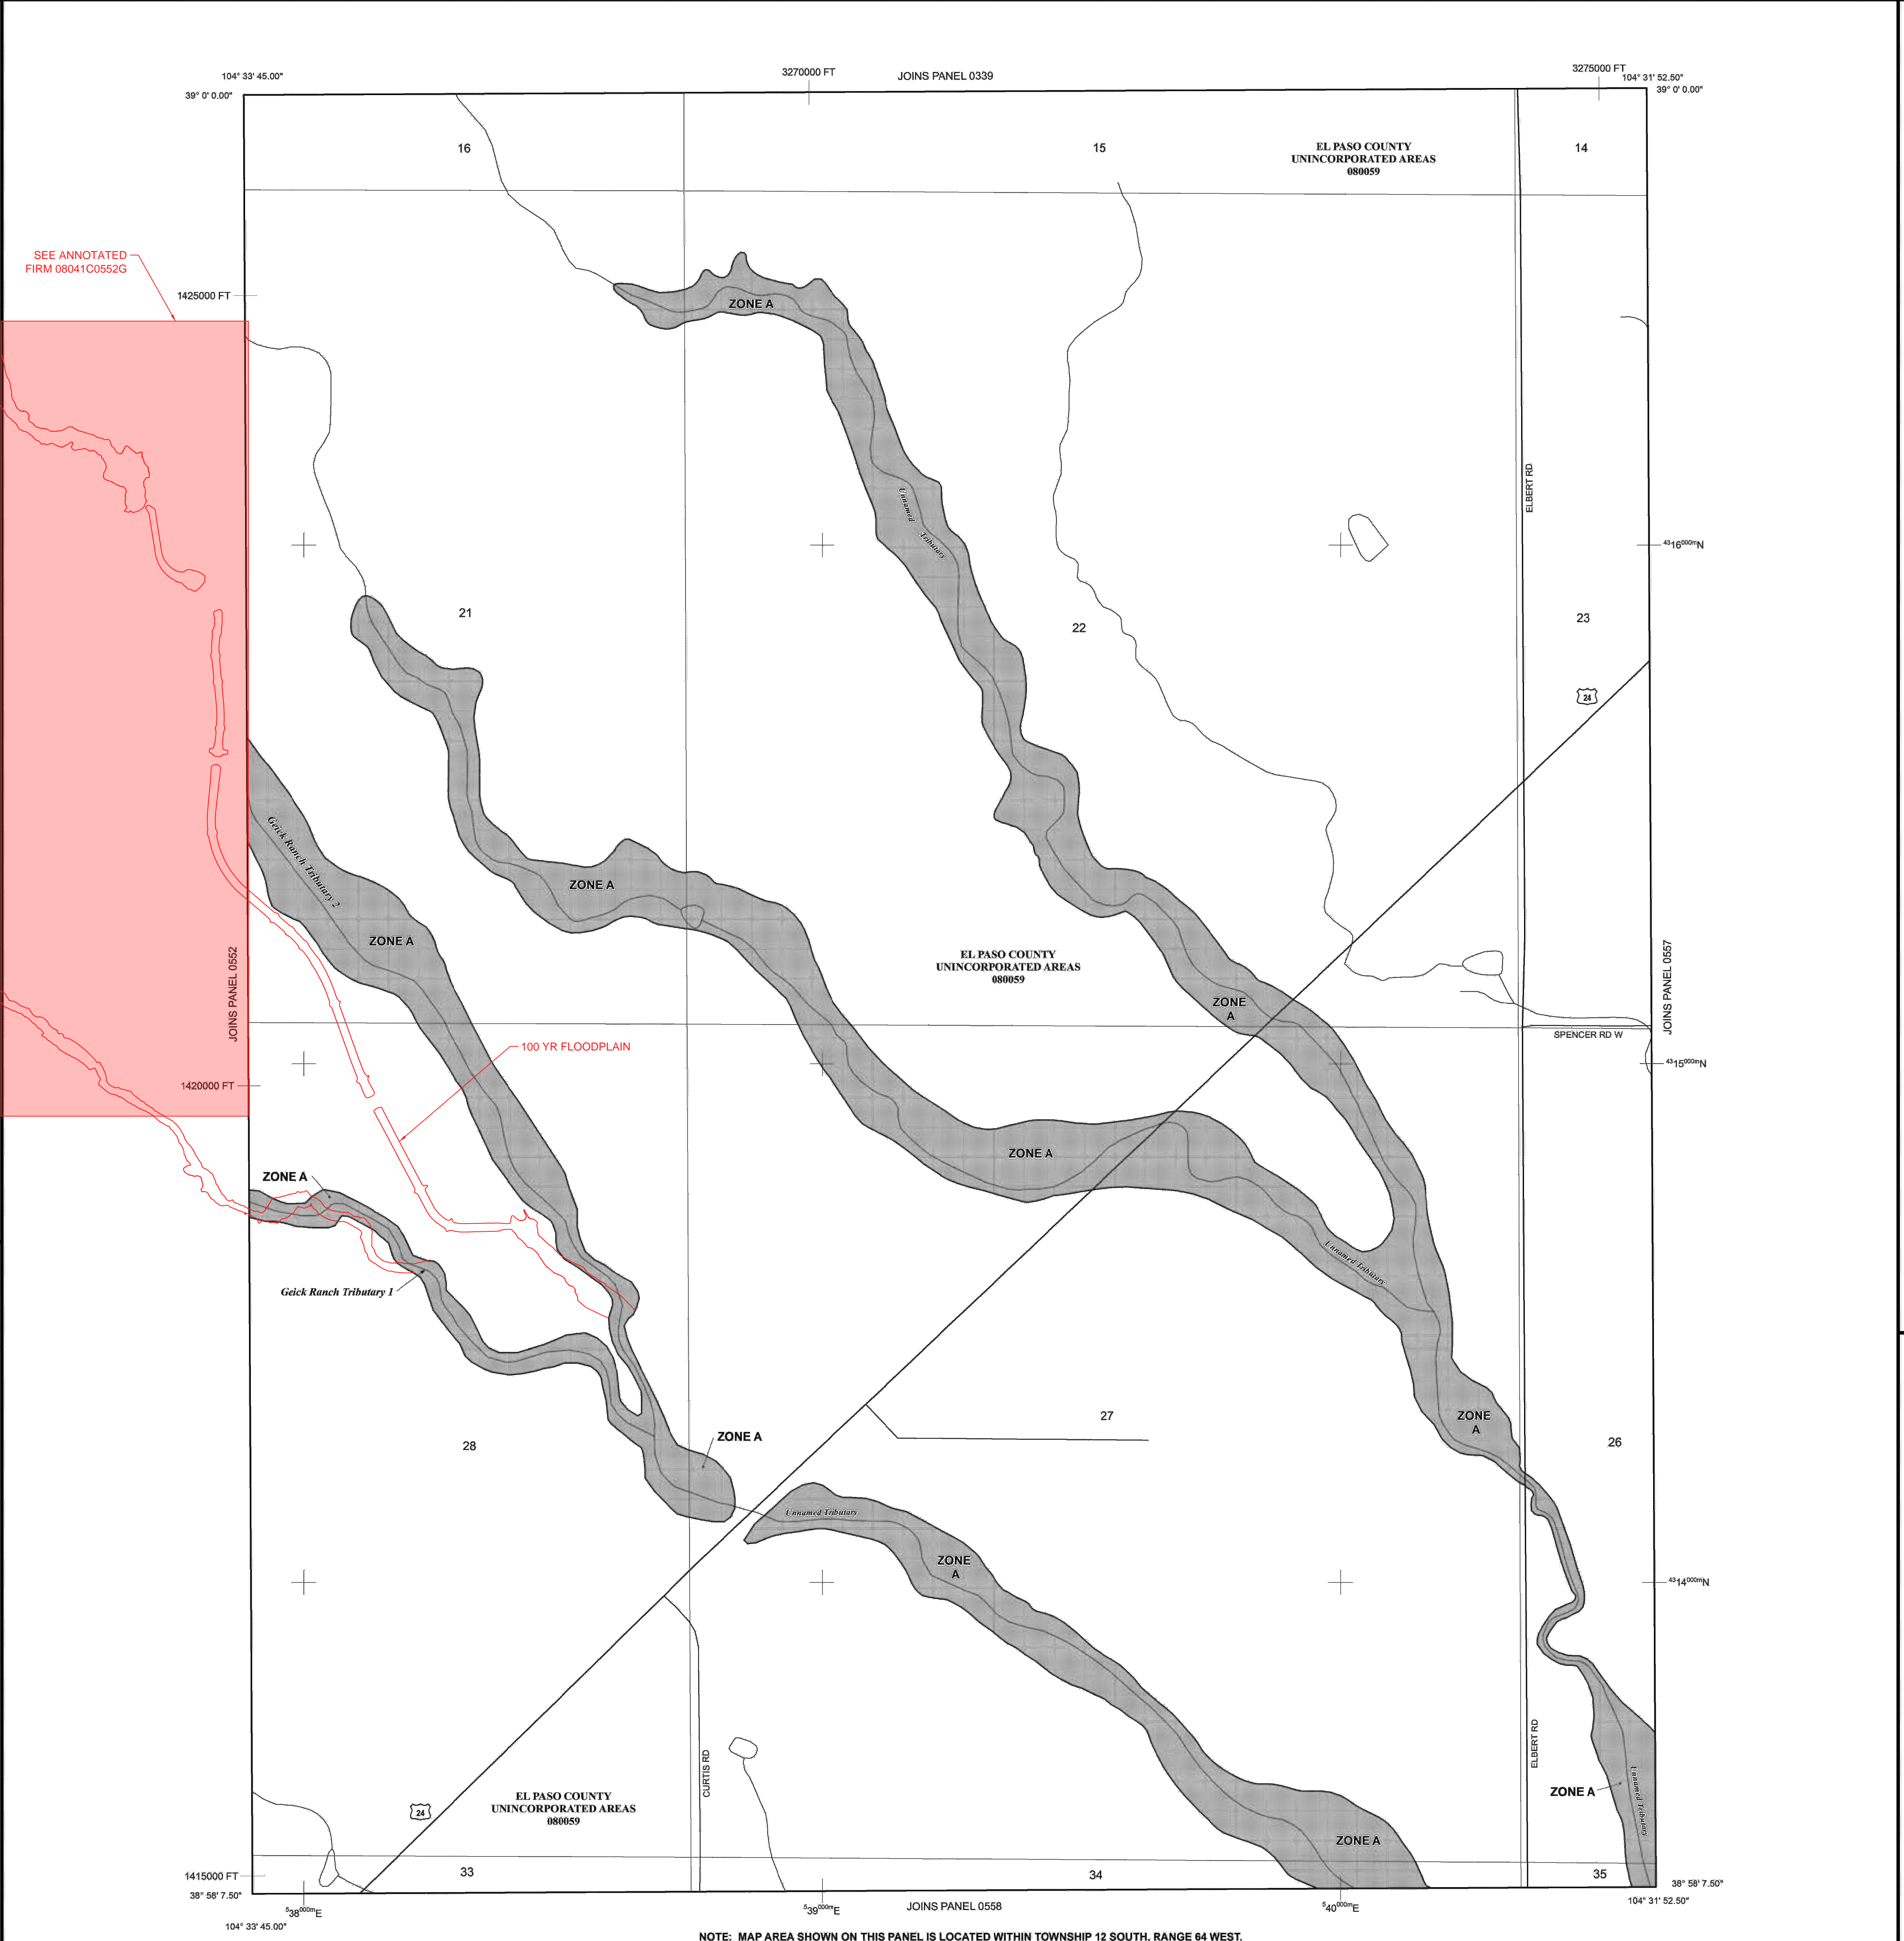 3270000 FT
JOINS PANEL 0339
3275000 FT
104° 33' 45.00"
104° 31' 52.50"
39° 0' 0.00"
39° 0' 0.00"
16
15
EL PASO COUNTY
UNINCORPORATED AREAS
080059
14
SEE ANNOTATED
FIRM 08041C0552G
1425000 FT
ZONE A
ELBERT RD
Unnamed
Tributary
4316000mN
21
22
23
24
Geick Ranch Tributary 2
ZONE A
ZONE A
JOINS PANEL 0552
EL PASO COUNTY
UNINCORPORATED AREAS
080059
JOINS PANEL 0557
ZONE
A
SPENCER RD W
100 YR FLOODPLAIN
4315000mN
1420000 FT
ZONE A
ZONE A
Unnamed Tributary
Geick Ranch Tributary 1
27
ZONE
A
28
ZONE A
26
Unnamed Tributary
ZONE
A
4314000mN
CURTIS RD
ELBERT RD
ZONE A
Unnamed Tributary
EL PASO COUNTY
UNINCORPORATED AREAS
080059
24
ZONE A
33
34
35
1415000 FT
38° 58' 7.50"
38° 58' 7.50"
538000mE
539000mE
JOINS PANEL 0558
540000mE
104° 31' 52.50"
104° 33' 45.00"
NOTE: MAP AREA SHOWN ON THIS PANEL IS LOCATED WITHIN TOWNSHIP 12 SOUTH, RANGE 64 WEST.